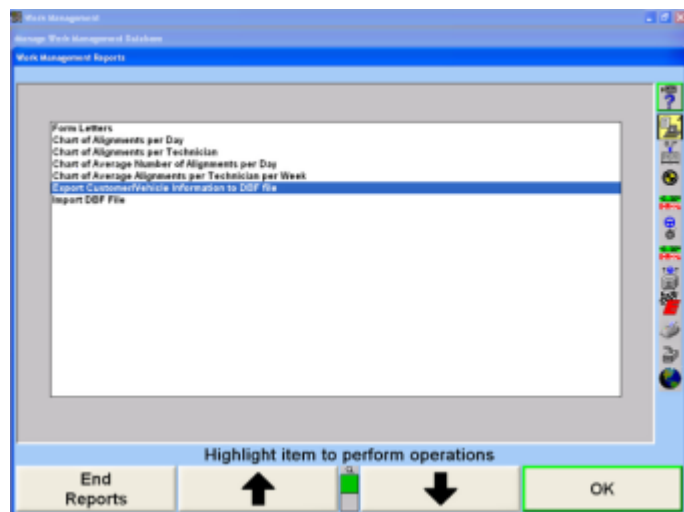 Work Management
Manage Work Management Database
Work Management Reports
Form Letters
Chart of Alignments per Day
Chart of Alignments per Technician
Chart of Average Number of Alignments per Day
Chart of Average Alignments per Technician per Week
Export Customer/Vehicle Information to DBF file
Import DBF File
Highlight item to perform operations
End
Reports
OK